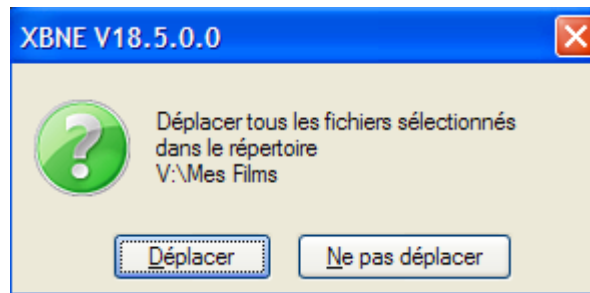 XBNE V18.5.0.0
Déplacer tous les fichiers sélectionnés
dans le répertoire
V:\Mes Films
Déplacer
Ne pas déplacer